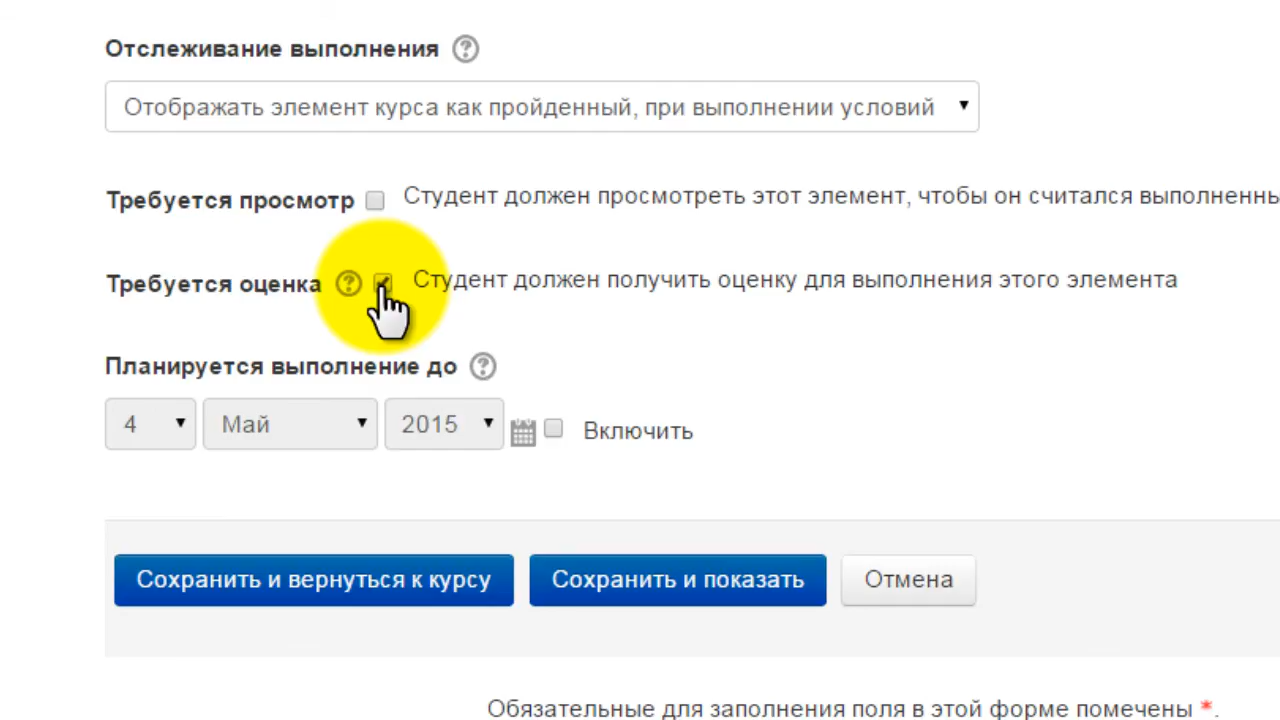 Отслеживание выполнения
Отображать элемент курса как пройденный, при выполнении условий
Требуется просмотр Студент должен просмотреть этот элемент, чтобы он считался выполненны
Требуется оценка Студент должен получить оценку для выполнения этого элемента
Планируется выполнение до
4 Май 2015 Включить
Сохранить и вернуться к курсу Сохранить и показать Отмена
Обязательные для заполнения поля в этой форме помечены *.